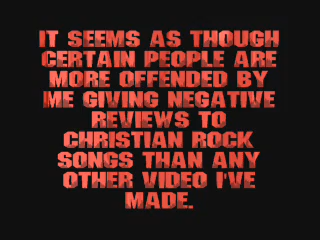 IT SEEMS AS THOUGH
CERTAIN PEOPLE ARE
MORE OFFENDED BY
ME GIVING NEGATIVE
REVIEWS TO
CHRISTIAN ROCK
SONGS THAN ANY
OTHER VIDEO I'VE
MADE.